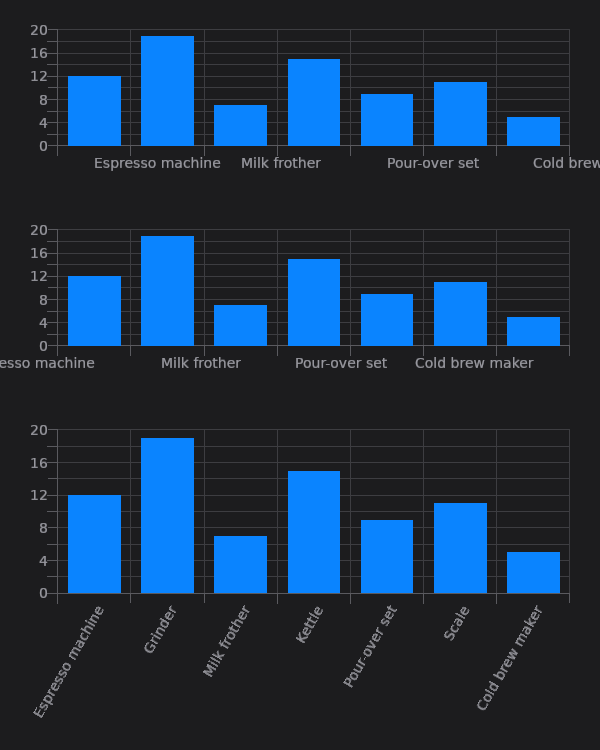 20
16
12
8
4
0
Espresso machine Milk frother Pour-over set Cold brew
20
16
12
8
4
0
esso machine Milk frother Pour-over set Cold brew maker
20
16
12
8
4
0
Espresso machine
Grinder
Milk frother
Kettle
Pour-over set
Scale
Cold brew maker